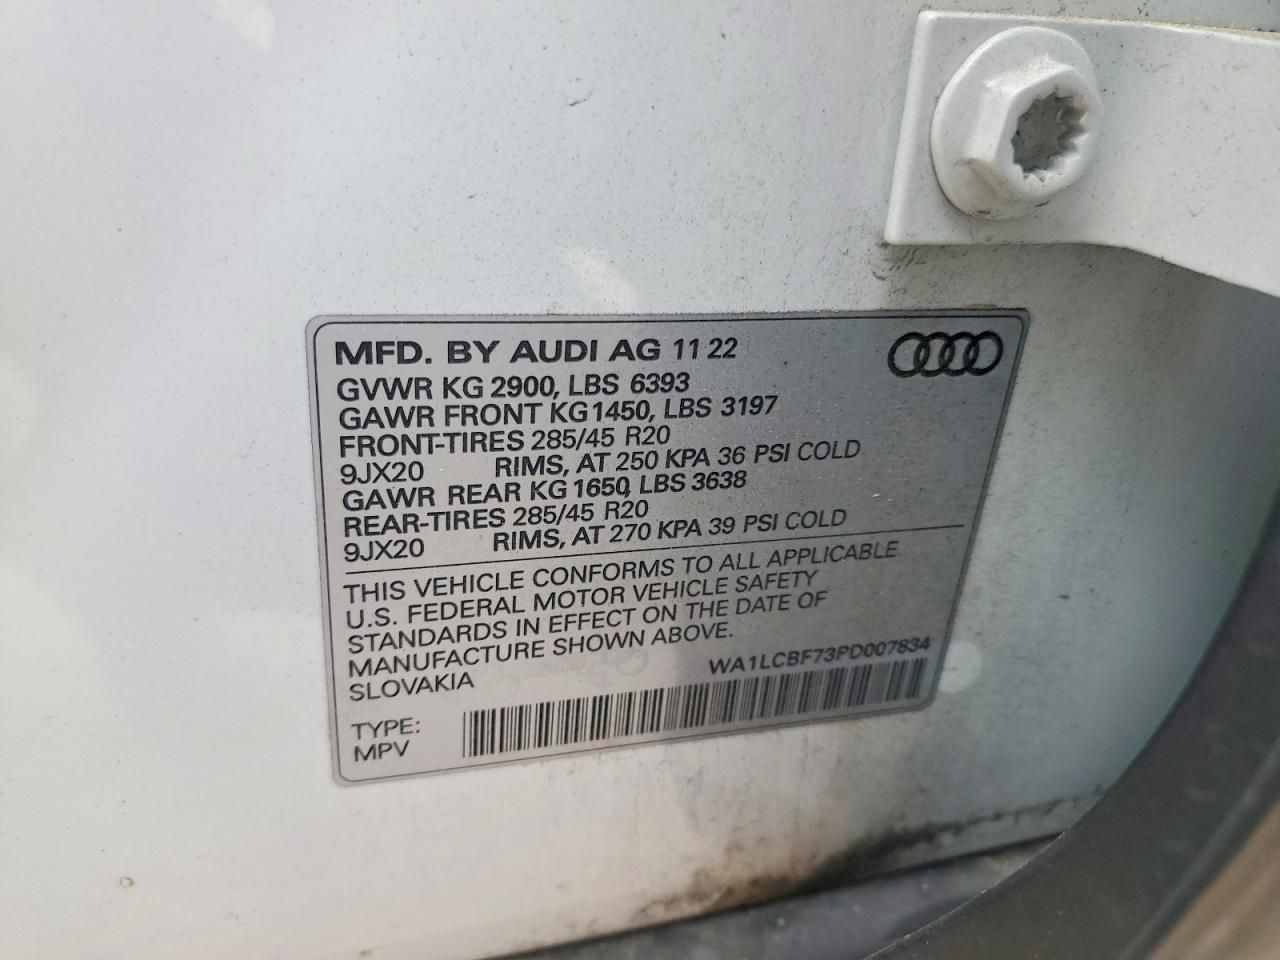 MFD. BY AUDI AG 11 22
GVWR KG 2900, LBS 6393
GAWR FRONT KG 1450, LBS 3197
FRONT-TIRES 285/45 R20
9JX20 RIMS, AT 250 KPA 36 PSI COLD
GAWR REAR KG 1650, LBS 3638
REAR-TIRES 285/45 R20
9JX20 RIMS, AT 270 KPA 39 PSI COLD
THIS VEHICLE CONFORMS TO ALL APPLICABLE
U.S. FEDERAL MOTOR VEHICLE SAFETY
STANDARDS IN EFFECT ON THE DATE OF
MANUFACTURE SHOWN ABOVE.
SLOVAKIA WA1LCBF73PD007834
TYPE:
MPV